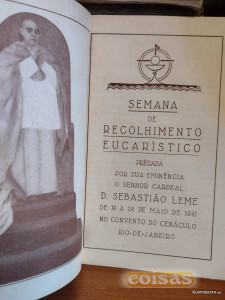 SEMANA
DE
RECOLHIMENTO
EUCARÍSTICO
PRÉGADA
POR SUA EMINÊNCIA
O SENHOR CARDEAL
D. SEBASTIÃO LEME
DE 18 A 24 DE MAIO DE 1941
NO CONVENTO DO CENÁCULO
RIO-DE-JANEIRO
coisas